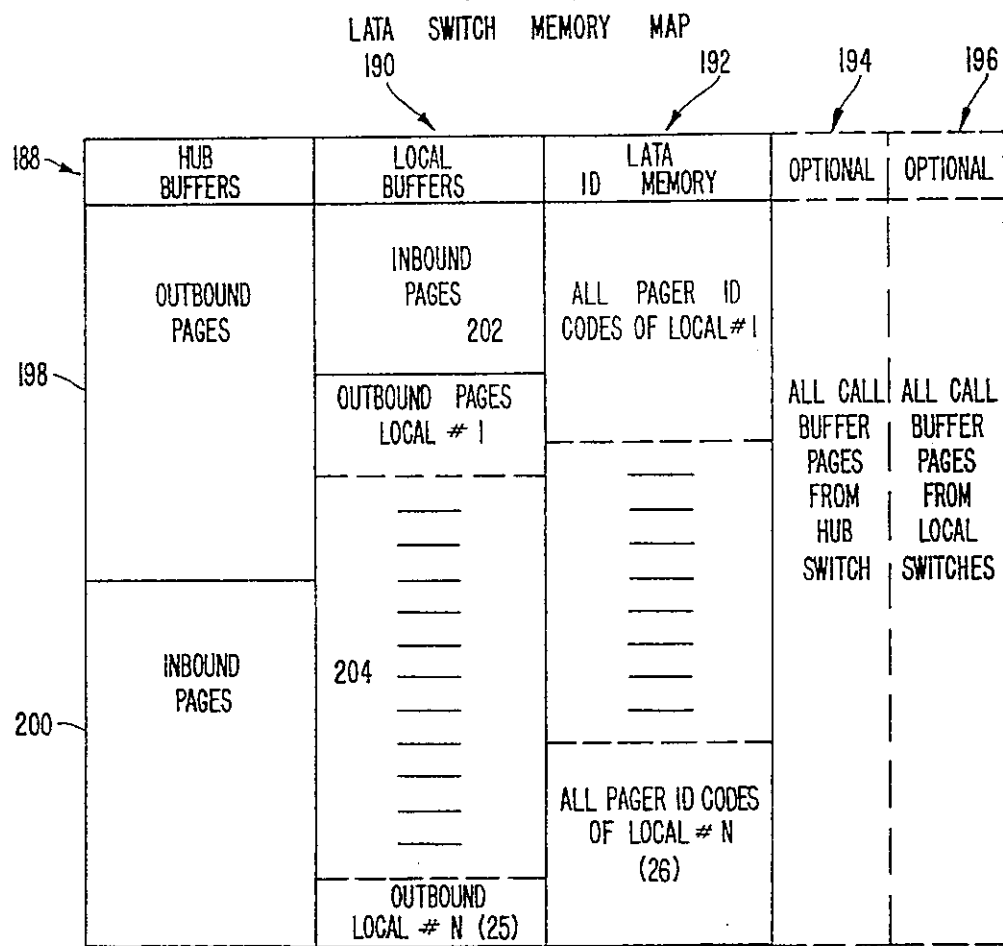 LATA SWITCH MEMORY MAP
190
192
194
196
188
HUB
BUFFERS
LOCAL
BUFFERS
LATA
ID MEMORY
OPTIONAL
OPTIONAL
OUTBOUND
PAGES
198
INBOUND
PAGES
200
INBOUND
PAGES
202
OUTBOUND PAGES
LOCAL # 1
204
OUTBOUND
LOCAL # N (25)
ALL PAGER ID
CODES OF LOCAL # 1
ALL PAGER ID CODES
OF LOCAL # N
(26)
ALL CALL
BUFFER
PAGES
FROM
HUB
SWITCH
ALL CALL
BUFFER
PAGES
FROM
LOCAL
SWITCHES